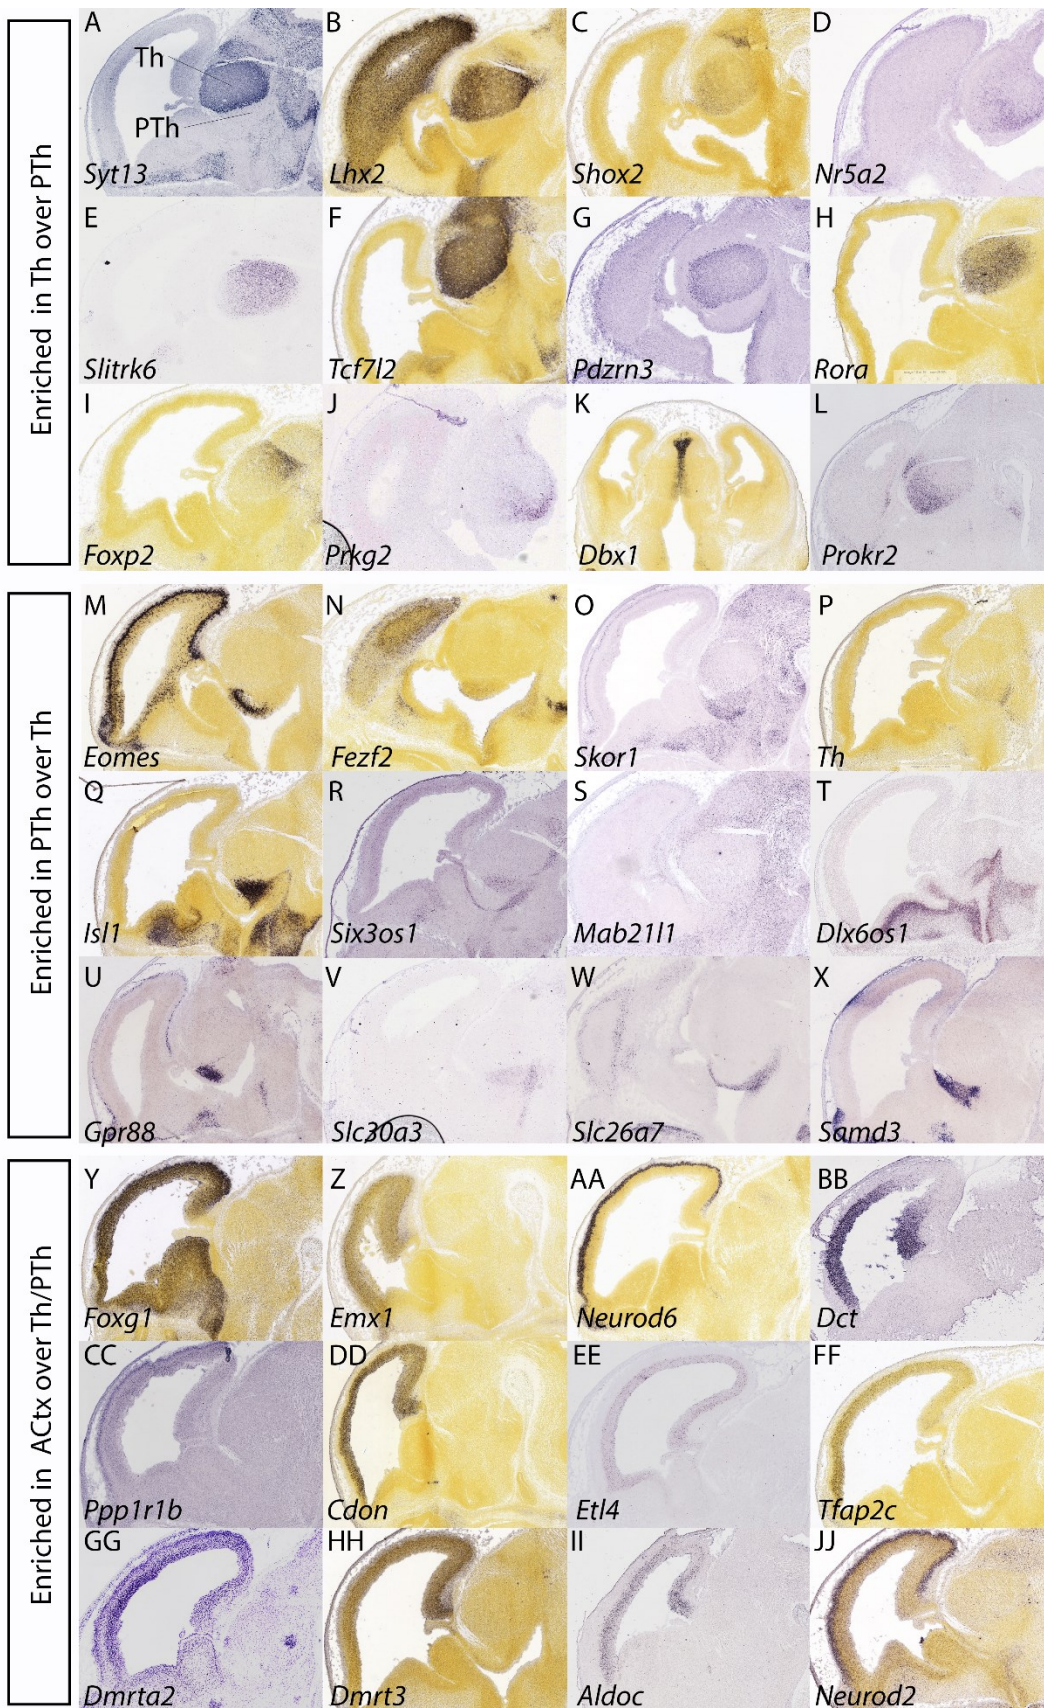 Enriched in Th over PTh
A
Th
PTh
Syt13
B
Lhx2
C
Shox2
D
Nr5a2
E
Slitrk6
F
Tcf7l2
G
Pdzrn3
H
Rora
I
Foxp2
J
Prkg2
K
Dbx1
L
Prokr2
Enriched in PTh over Th
M
Eomes
N
Fezf2
O
Skor1
P
Th
Q
Isl1
R
Six3os1
S
Mab21l1
T
Dlx6os1
U
Gpr88
V
Slc30a3
W
Slc26a7
X
Samd3
Enriched in ACtx over Th/PTh
Y
Foxg1
Z
Emx1
AA
Neurod6
BB
Dct
CC
Ppp1r1b
DD
Cdon
EE
Etl4
FF
Tfap2c
GG
Dmrta2
HH
Dmrt3
II
Aldoc
JJ
Neurod2